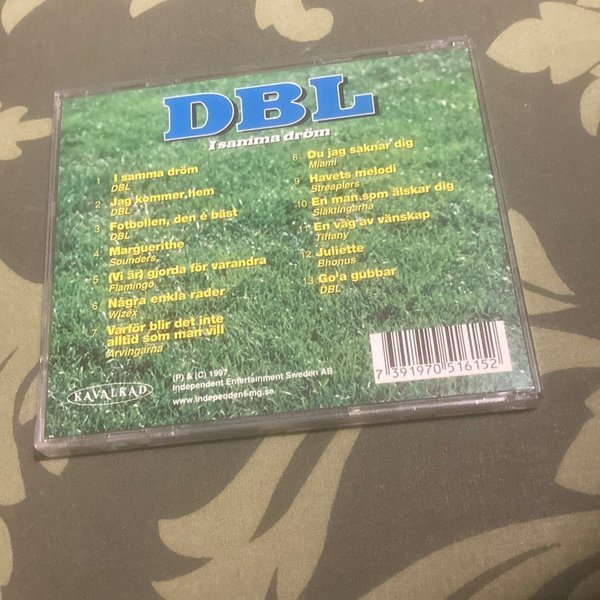 DBL
I samma dröm
1 I samma dröm
DBL
2 Jag kommer hem
DBL
3 Fotbollen, den é bäst
DBL
4 Marguerithe
Sounders
5 (Vi är) gjorda för varandra
Flamingo
6 Några enkla rader
Wizex
7 Varför blir det inte
alltid som man vill
Arvingarna
8 Du jag saknar dig
Miami
9 Havets melodi
Streaplers
10 En man som älskar dig
Släktingarna
11 En väg av vänskap
Tiffany
12 Juliette
Bhonus
13 Go'a gubbar
DBL
KAVALKAD
(P) & (C) 1997
Independent Entertainment Sweden AB
www.independent-mg.se
7 391970 516152